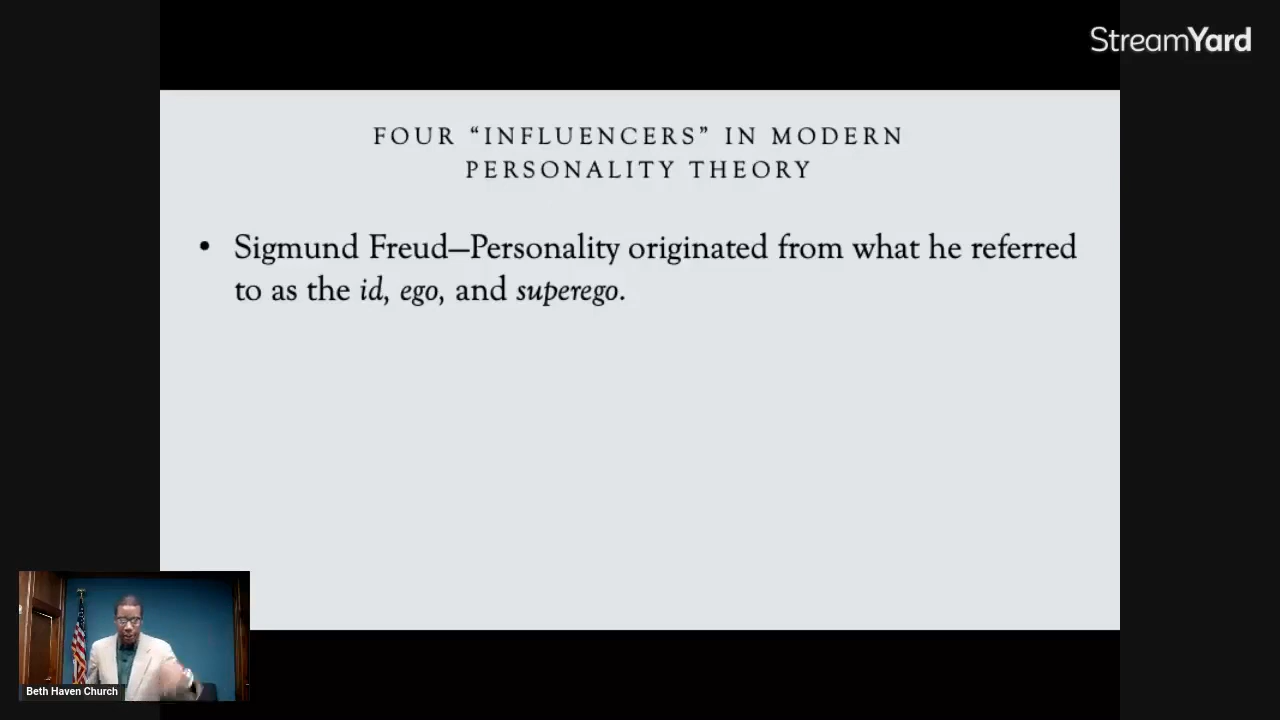 StreamYard
FOUR “INFLUENCERS” IN MODERN
PERSONALITY THEORY
• Sigmund Freud—Personality originated from what he referred
to as the id, ego, and superego.
Beth Haven Church